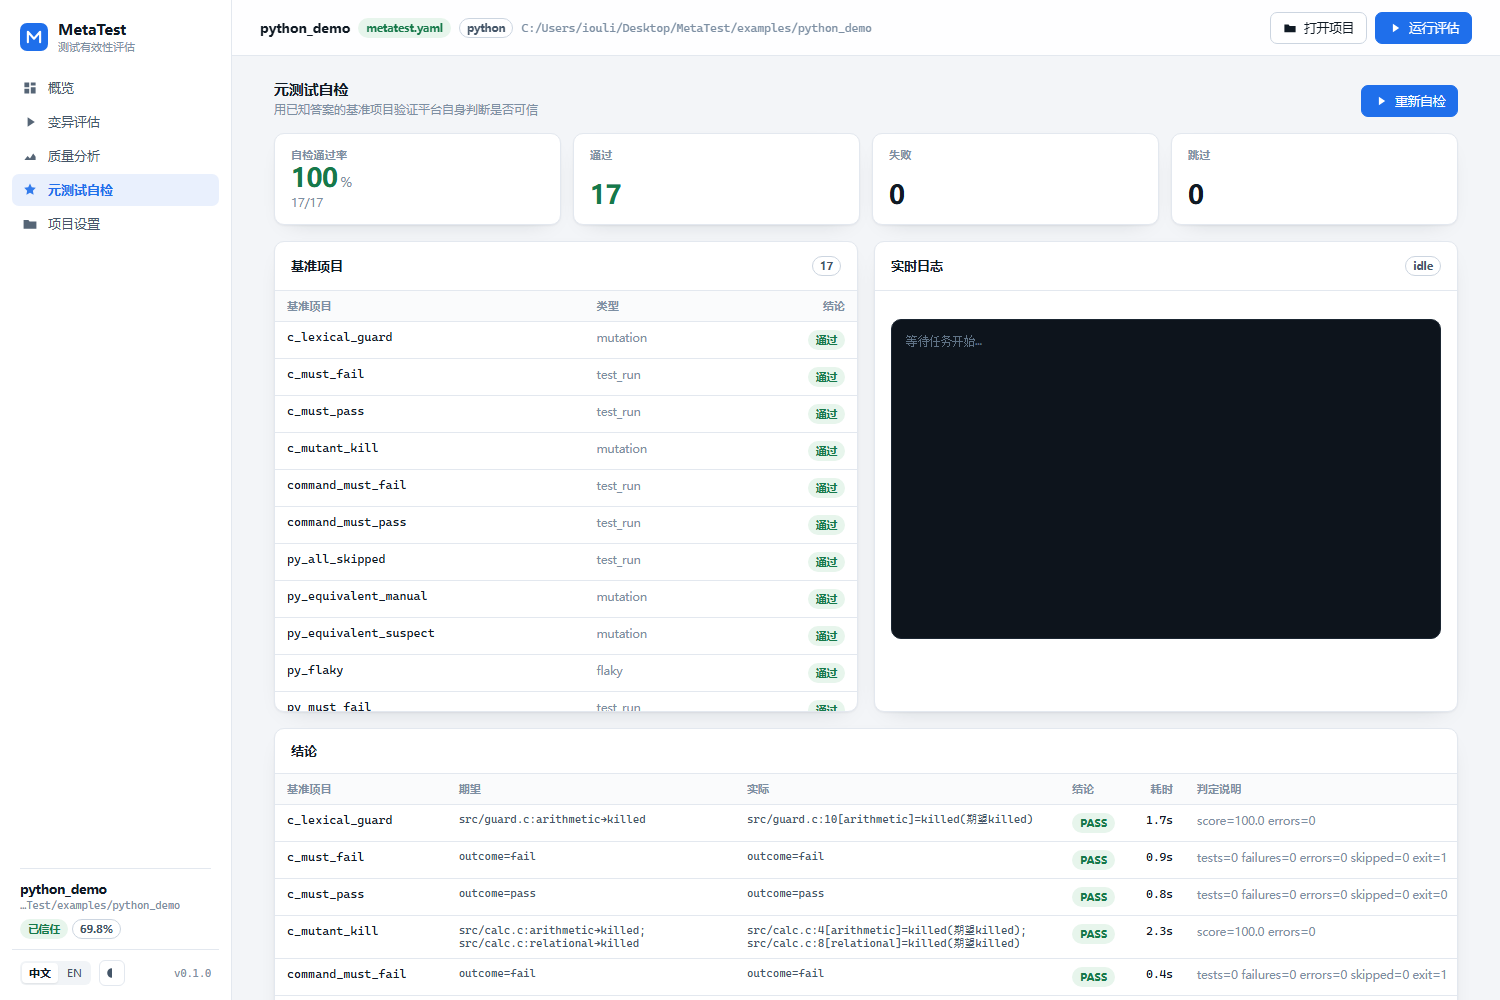 MetaTest
测试有效性评估
概览
变异评估
质量分析
元测试自检
项目设置
python_demo
…Test/examples/python_demo
已信任 69.8%
中文 EN v0.1.0
python_demo metatest.yaml python C:/Users/iouli/Desktop/MetaTest/examples/python_demo
打开项目 运行评估
元测试自检
用已知答案的基准项目验证平台自身判断是否可信
重新自检
自检通过率
100 %
17/17
通过
17
失败
0
跳过
0
基准项目 17
基准项目 类型 结论
c_lexical_guard mutation 通过
c_must_fail test_run 通过
c_must_pass test_run 通过
c_mutant_kill mutation 通过
command_must_fail test_run 通过
command_must_pass test_run 通过
py_all_skipped test_run 通过
py_equivalent_manual mutation 通过
py_equivalent_suspect mutation 通过
py_flaky flaky 通过
py_must_fail test_run 通过
实时日志 idle
等待任务开始…
结论
基准项目 期望 实际 结论 耗时 判定说明
c_lexical_guard src/guard.c:arithmetic→killed src/guard.c:10[arithmetic]=killed(期望killed) PASS 1.7s score=100.0 errors=0
c_must_fail outcome=fail outcome=fail PASS 0.9s tests=0 failures=0 errors=0 skipped=0 exit=1
c_must_pass outcome=pass outcome=pass PASS 0.8s tests=0 failures=0 errors=0 skipped=0 exit=0
c_mutant_kill src/calc.c:arithmetic→killed; src/calc.c:4[arithmetic]=killed(期望killed); PASS 2.3s score=100.0 errors=0
src/calc.c:relational→killed src/calc.c:8[relational]=killed(期望killed)
command_must_fail outcome=fail outcome=fail PASS 0.4s tests=0 failures=0 errors=0 skipped=0 exit=1